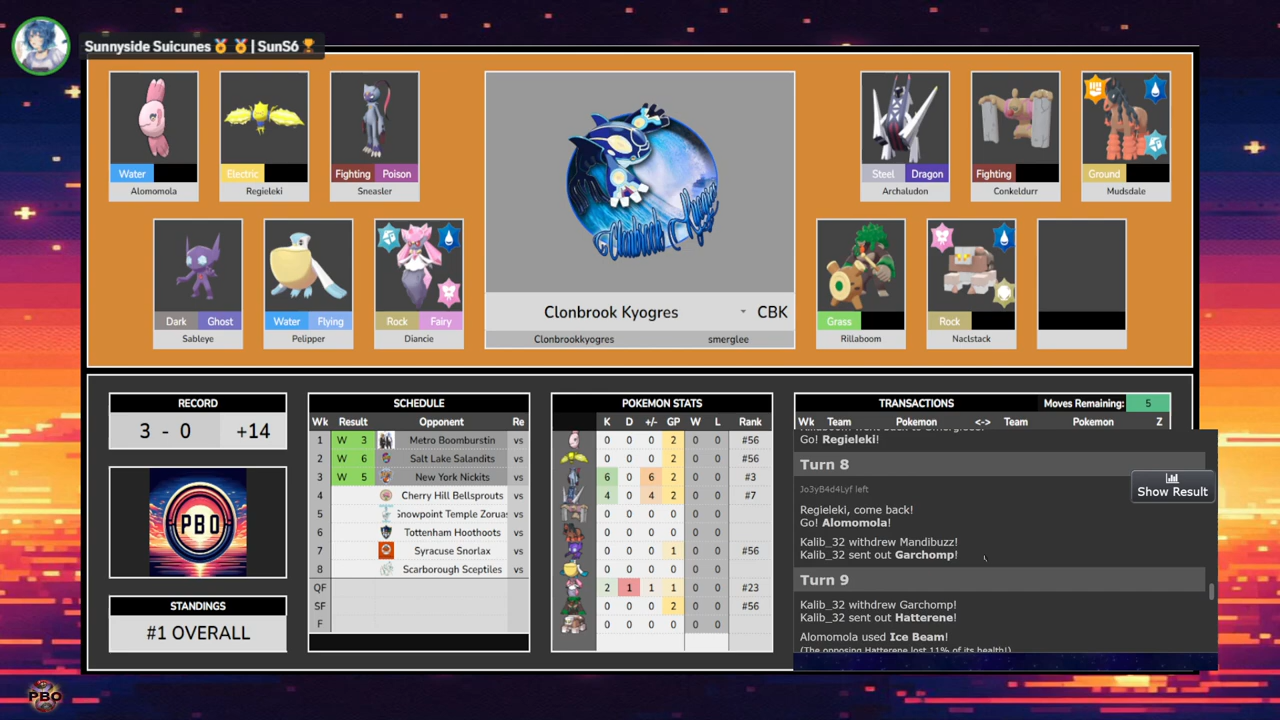 Sunnyside Suicunes🥇🥇| SunS6🏆
Water
Alomomola
Electric
Regieleki
Fighting Poison
Sneasler
Steel Dragon
Archaludon
Fighting
Conkeldurr
Ground
Mudsdale
Dark Ghost
Sableye
Water Flying
Pelipper
Rock Fairy
Diancie
Clonbrook Kyogre
Clonbrook Kyogres CBK
Clonbrookkyogres smerglee
Grass
Rillaboom
Rock
Naclstack
RECORD
3 - 0 +14
PBO
STANDINGS
#1 OVERALL
SCHEDULE
Wk Result Opponent Re
1 W 3 Metro Boomburstin vs
2 W 6 Salt Lake Salandits vs
3 W 5 New York Nickits vs
4 Cherry Hill Bellsprouts vs
5 Snowpoint Temple Zoruas vs
6 Tottenham Hoothoots vs
7 Syracuse Snorlax vs
8 Scarborough Sceptiles vs
QF
SF
F
POKEMON STATS
K D +/- GP W L Rank
0 0 0 2 0 0 #56
0 0 0 2 0 0 #56
6 0 6 2 0 0 #3
4 0 4 2 0 0 #7
0 0 0 0 0
0 0 0 0 0
0 0 0 1 0 0 #56
0 0 0 0 0
2 1 1 1 0 0 #23
0 0 0 2 0 0 #56
0 0 0 0 0
TRANSACTIONS Moves Remaining: 5
Wk Team Pokemon <-> Team Pokemon Z
Go! Regieleki!
Turn 8
Jo3yB4d4Lyf left
Show Result
Regieleki, come back!
Go! Alomomola!
Kalib_32 withdrew Mandibuzz!
Kalib_32 sent out Garchomp!
Turn 9
Kalib_32 withdrew Garchomp!
Kalib_32 sent out Hatterene!
Alomomola used Ice Beam!
(The opposing Hatterene lost 11% of its health!)
PBO